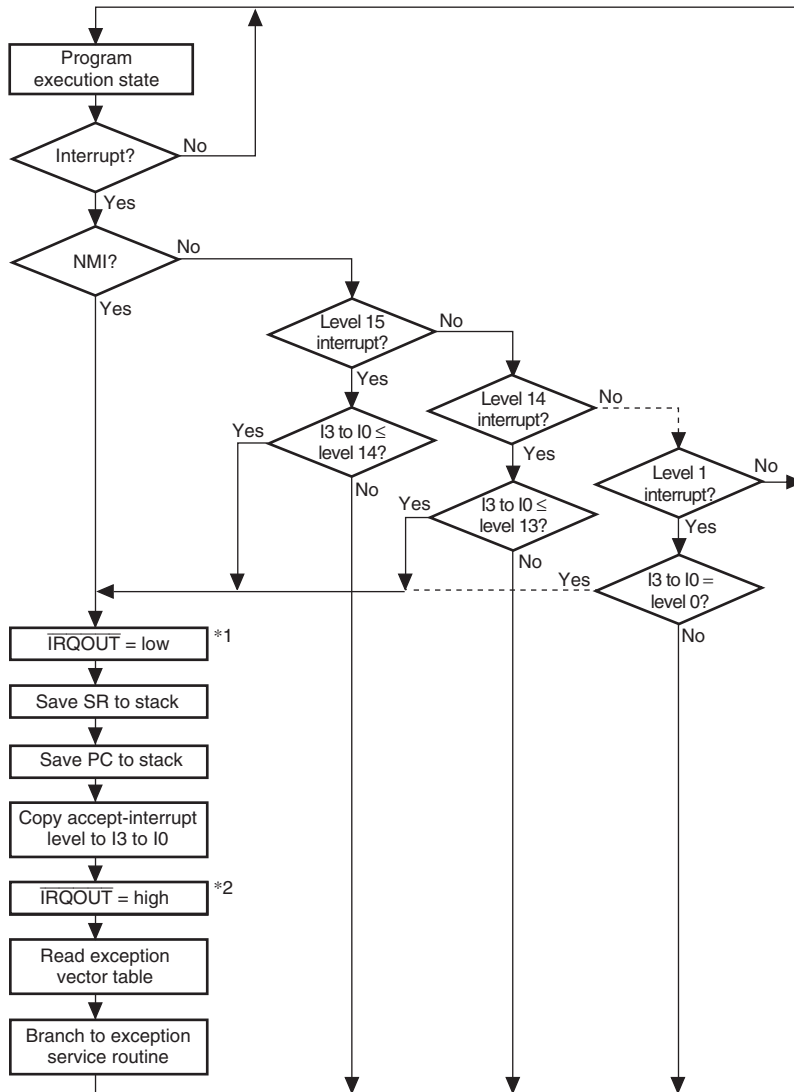 Program
execution state
Interrupt?
No
Yes
NMI?
No
Yes
Level 15
interrupt?
No
Yes
Level 14
interrupt?
No
Yes
I3 to I0 ≤
level 14?
Yes
No
Level 1
interrupt?
No
Yes
I3 to I0 ≤
level 13?
Yes
No
I3 to I0 =
level 0?
Yes
No
IRQOUT = low
*1
Save SR to stack
Save PC to stack
Copy accept-interrupt
level to I3 to I0
IRQOUT = high
*2
Read exception
vector table
Branch to exception
service routine